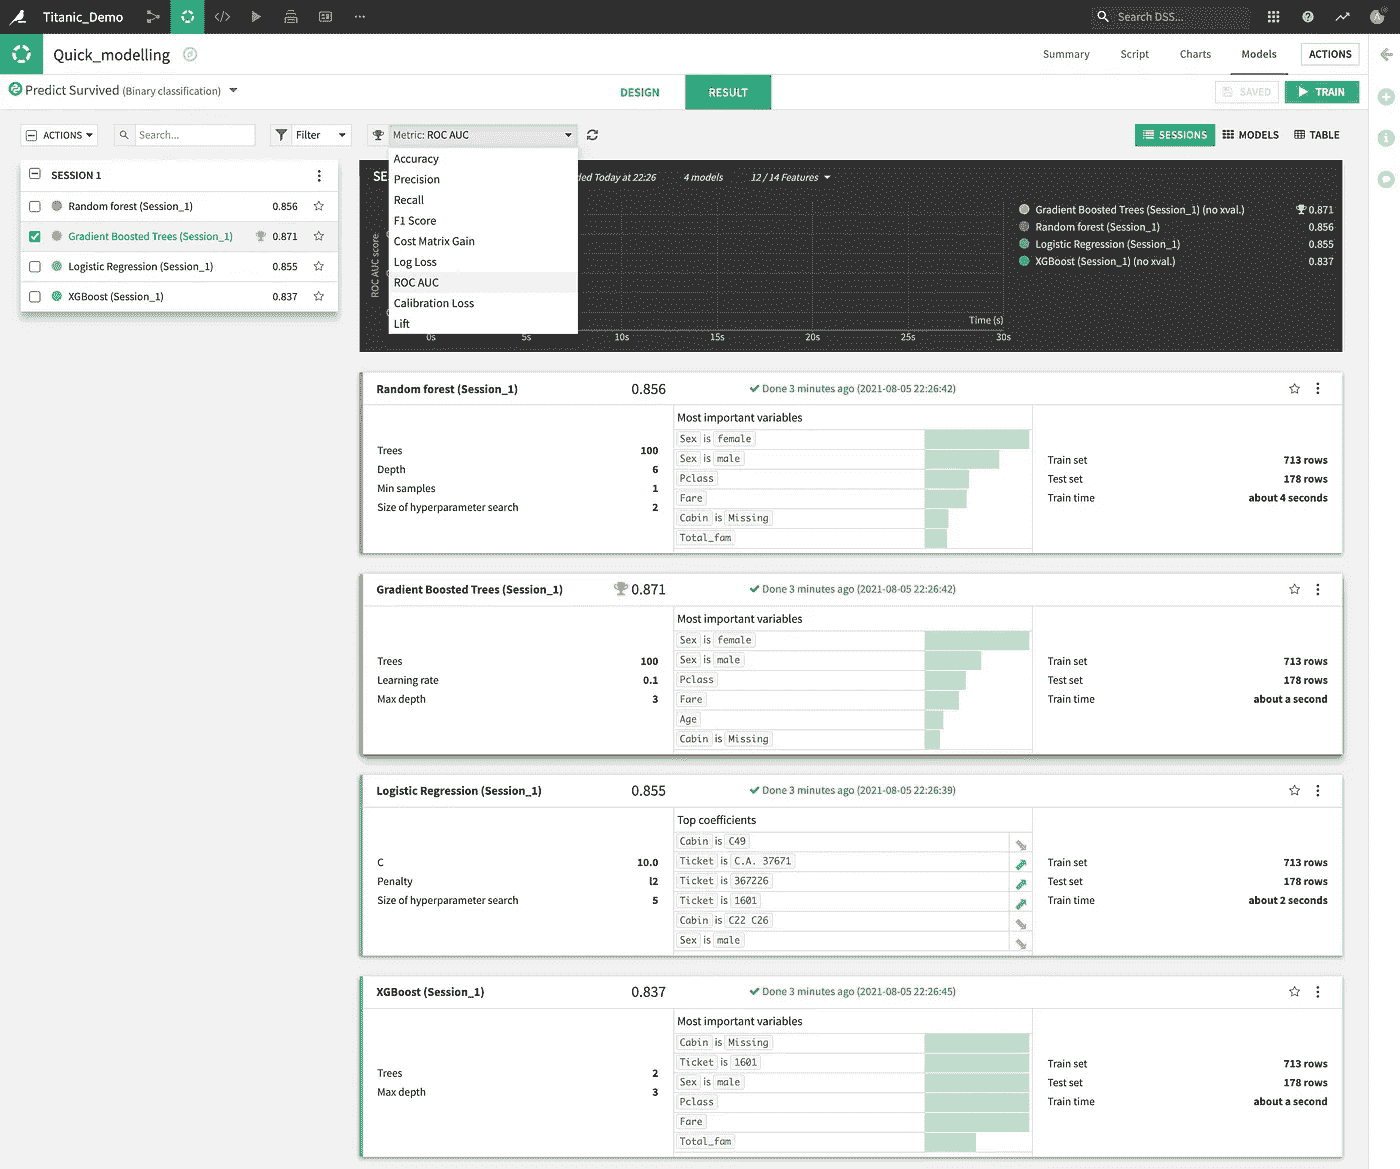 Titanic_Demo
Search DSS...
Quick_modelling
Summary Script Charts Models ACTIONS
Predict Survived (Binary classification)
DESIGN RESULT
SAVED TRAIN
ACTIONS Search... Filter Metric: ROC AUC
SESSIONS MODELS TABLE
SESSION 1
Random forest (Session_1) 0.856
Gradient Boosted Trees (Session_1) 0.871
Logistic Regression (Session_1) 0.855
XGBoost (Session_1) 0.837
Accuracy
Precision
Recall
F1 Score
Cost Matrix Gain
Log Loss
ROC AUC
Calibration Loss
Lift
Today at 22:26 4 models 12 / 14 Features
ROC AUC score
Gradient Boosted Trees (Session_1) (no xval.) 0.871
Random forest (Session_1) 0.856
Logistic Regression (Session_1) 0.855
XGBoost (Session_1) (no xval.) 0.837
Time (s)
0s 5s 10s 15s 20s 25s 30s
Random forest (Session_1) 0.856 Done 3 minutes ago (2021-08-05 22:26:42)
Trees 100
Depth 6
Min samples 1
Size of hyperparameter search 2
Most important variables
Sex is female
Sex is male
Pclass
Fare
Cabin is Missing
Total_fam
Train set 713 rows
Test set 178 rows
Train time about 4 seconds
Gradient Boosted Trees (Session_1) 0.871 Done 3 minutes ago (2021-08-05 22:26:42)
Trees 100
Learning rate 0.1
Max depth 3
Most important variables
Sex is female
Sex is male
Pclass
Fare
Age
Cabin is Missing
Train set 713 rows
Test set 178 rows
Train time about a second
Logistic Regression (Session_1) 0.855 Done 3 minutes ago (2021-08-05 22:26:39)
C 10.0
Penalty l2
Size of hyperparameter search 5
Top coefficients
Cabin is C49
Ticket is C.A. 37671
Ticket is 367226
Ticket is 1601
Cabin is C22 C26
Sex is male
Train set 713 rows
Test set 178 rows
Train time about 2 seconds
XGBoost (Session_1) 0.837 Done 3 minutes ago (2021-08-05 22:26:45)
Trees 2
Max depth 3
Most important variables
Cabin is Missing
Ticket is 1601
Sex is male
Pclass
Fare
Total_fam
Train set 713 rows
Test set 178 rows
Train time about a second